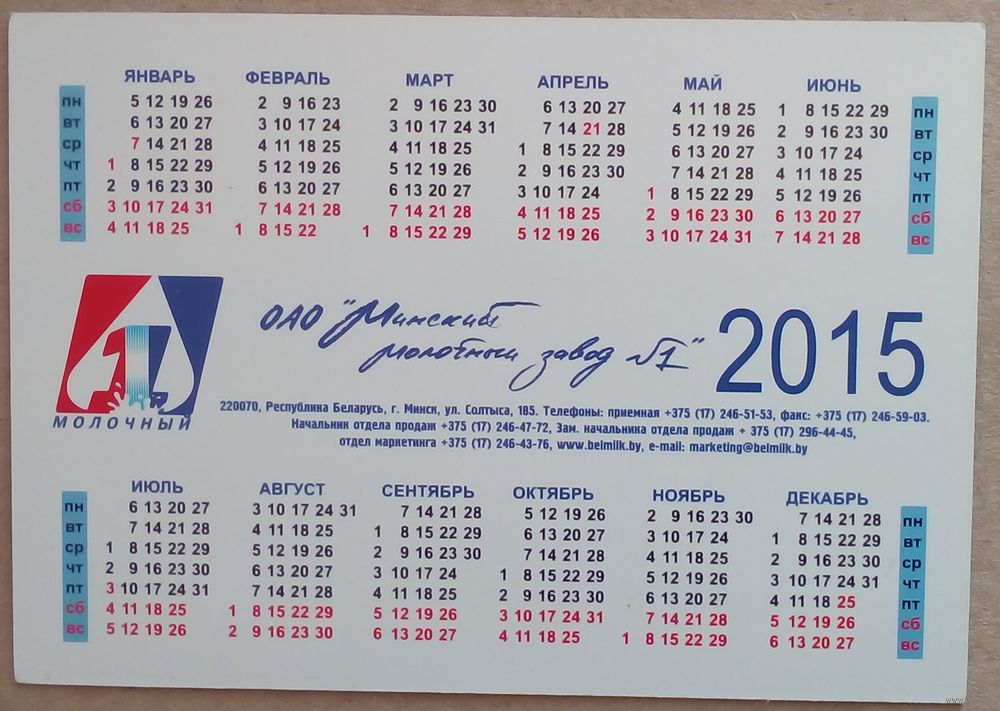 ЯНВАРЬ ФЕВРАЛЬ МАРТ АПРЕЛЬ МАЙ ИЮНЬ
пн 5 12 19 26 2 9 16 23 2 9 16 23 30 6 13 20 27 4 11 18 25 1 8 15 22 29 пн
вт 6 13 20 27 3 10 17 24 3 10 17 24 31 7 14 21 28 5 12 19 26 2 9 16 23 30 вт
ср 7 14 21 28 4 11 18 25 4 11 18 25 1 8 15 22 29 6 13 20 27 3 10 17 24 ср
чт 1 8 15 22 29 5 12 19 26 5 12 19 26 2 9 16 23 30 7 14 21 28 4 11 18 25 чт
пт 2 9 16 23 30 6 13 20 27 6 13 20 27 3 10 17 24 1 8 15 22 29 5 12 19 26 пт
сб 3 10 17 24 31 7 14 21 28 7 14 21 28 4 11 18 25 2 9 16 23 30 6 13 20 27 сб
вс 4 11 18 25 1 8 15 22 1 8 15 22 29 5 12 19 26 3 10 17 24 31 7 14 21 28 вс
ОАО "Минский
молочный завод №1"
2015
1
МОЛОЧНЫЙ
220070, Республика Беларусь, г. Минск, ул. Солтыса, 185. Телефоны: приемная +375 (17) 246-51-53, факс: +375 (17) 246-59-03.
Начальник отдела продаж +375 (17) 246-47-72, Зам. начальника отдела продаж + 375 (17) 296-44-45,
отдел маркетинга +375 (17) 246-43-76, www.belmilk.by, e-mail: marketing@belmilk.by
ИЮЛЬ АВГУСТ СЕНТЯБРЬ ОКТЯБРЬ НОЯБРЬ ДЕКАБРЬ
пн 6 13 20 27 3 10 17 24 31 7 14 21 28 5 12 19 26 2 9 16 23 30 7 14 21 28 пн
вт 7 14 21 28 4 11 18 25 1 8 15 22 29 6 13 20 27 3 10 17 24 1 8 15 22 29 вт
ср 1 8 15 22 29 5 12 19 26 2 9 16 23 30 7 14 21 28 4 11 18 25 2 9 16 23 30 ср
чт 2 9 16 23 30 6 13 20 27 3 10 17 24 1 8 15 22 29 5 12 19 26 3 10 17 24 31 чт
пт 3 10 17 24 31 7 14 21 28 4 11 18 25 2 9 16 23 30 6 13 20 27 4 11 18 25 пт
сб 4 11 18 25 1 8 15 22 29 5 12 19 26 3 10 17 24 31 7 14 21 28 5 12 19 26 сб
вс 5 12 19 26 2 9 16 23 30 6 13 20 27 4 11 18 25 1 8 15 22 29 6 13 20 27 вс